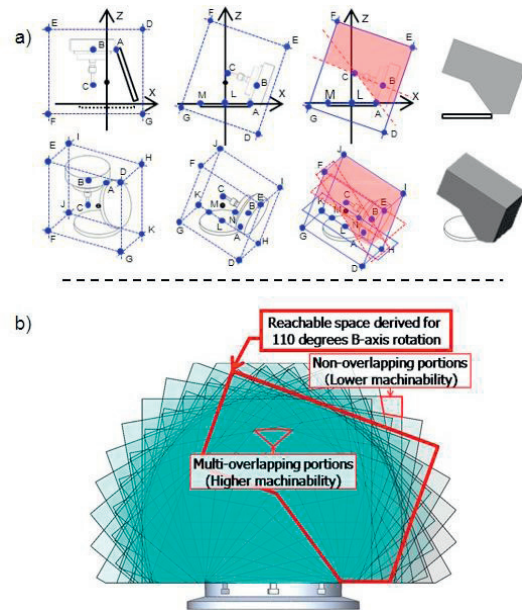 a)
E Z D
B A
C
X
F G
F Z E
C B
M L A X
G D
F Z E
C B
M L A X
G D
I
E H
B A D
C
J K
F
G
J
F I
K C E
M B
N
G L A H
D
J
F I
K C E
M B
N
G L A H
D
b)
Reachable space derived for
110 degrees B-axis rotation
Non-overlapping portions
(Lower machinability)
Multi-overlapping portions
(Higher machinability)